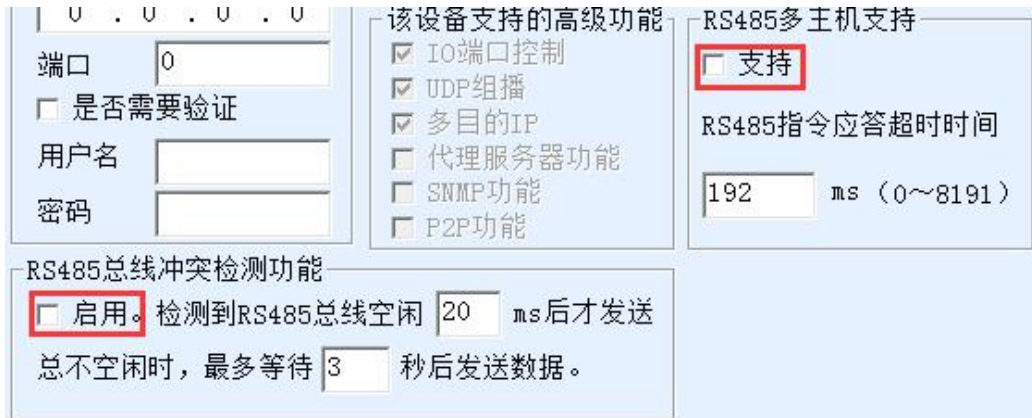 0 . 0 . 0 . 0
端口 0
是否需要验证
用户名
密码
该设备支持的高级功能
IO端口控制
UDP组播
多目的IP
代理服务器功能
SNMP功能
P2P功能
RS485多主机支持
支持
RS485指令应答超时时间
192 ms (0～8191)
RS485总线冲突检测功能
启用。检测到RS485总线空闲 20 ms后才发送
总不空闲时，最多等待 3 秒后发送数据。